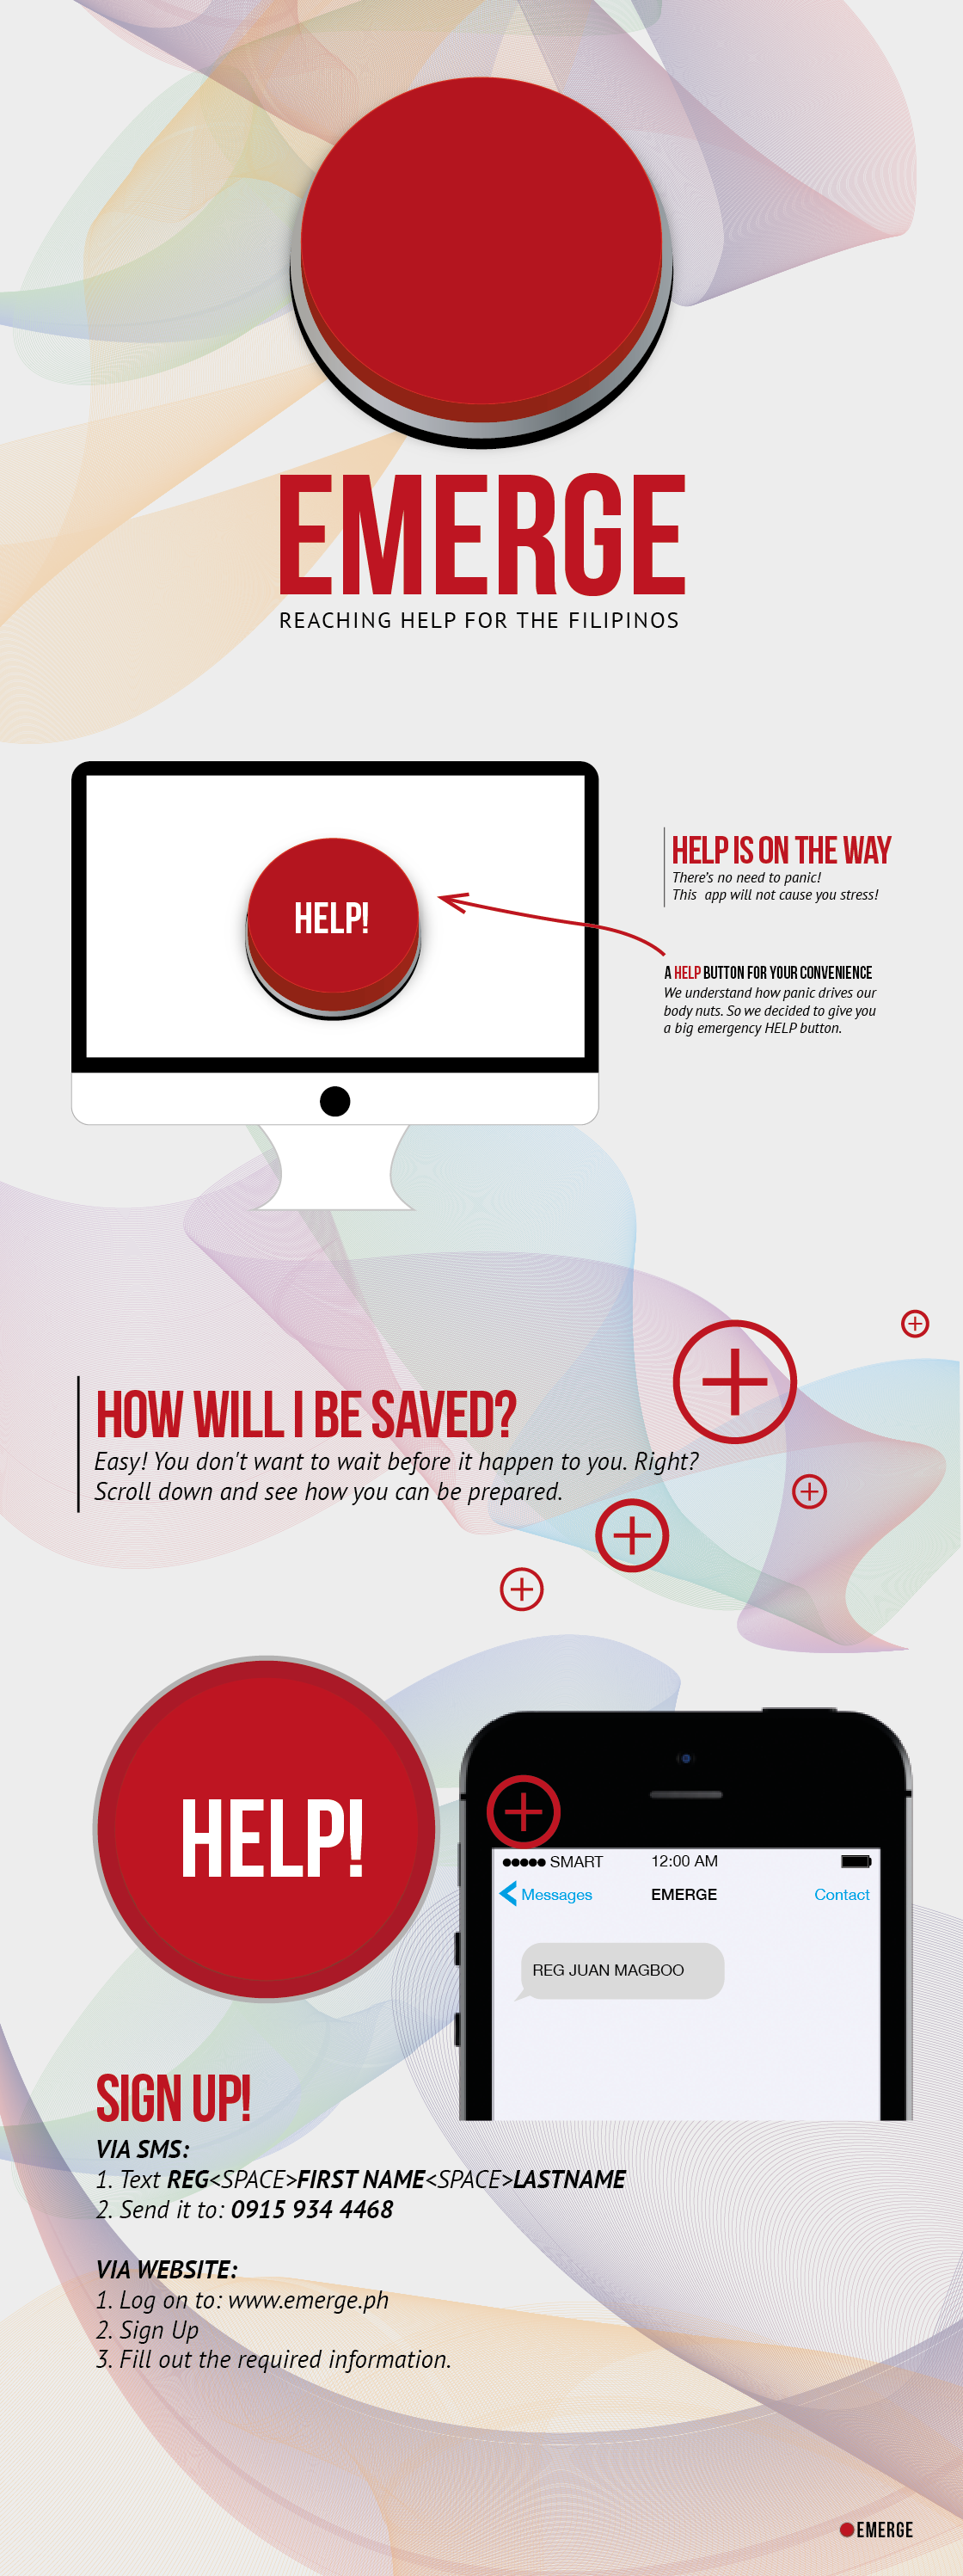 EMERGE
REACHING HELP FOR THE FILIPINOS
HELP!
HELP IS ON THE WAY
There's no need to panic!
This app will not cause you stress!
A HELP BUTTON FOR YOUR CONVENIENCE
We understand how panic drives our
body nuts. So we decided to give you
a big emergency HELP button.
HOW WILL I BE SAVED?
Easy! You don't want to wait before it happen to you. Right?
Scroll down and see how you can be prepared.
HELP!
SMART 12:00 AM
Messages EMERGE Contact
REG JUAN MAGBOO
SIGN UP!
VIA SMS:
1. Text REG<SPACE>FIRST NAME<SPACE>LASTNAME
2. Send it to: 0915 934 4468
VIA WEBSITE:
1. Log on to: www.emerge.ph
2. Sign Up
3. Fill out the required information.
EMERGE